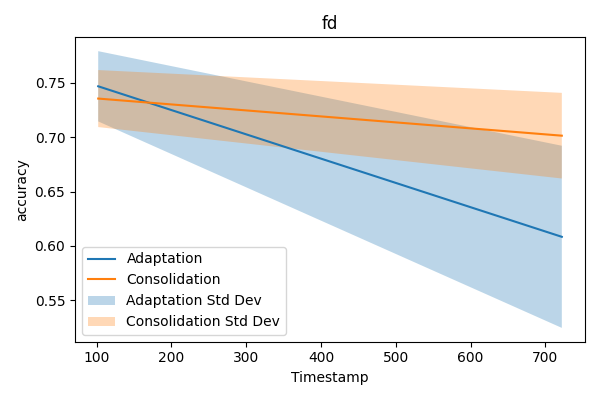 fd
accuracy
0.75
0.70
0.65
0.60
0.55
Adaptation
Consolidation
Adaptation Std Dev
Consolidation Std Dev
100 200 300 400 500 600 700
Timestamp